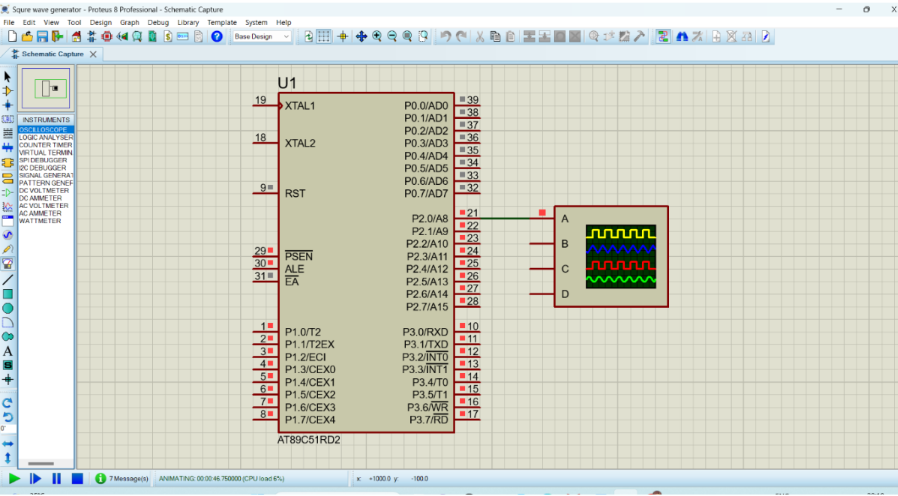 Squre wave generator - Proteus 8 Professional - Schematic Capture
File Edit View Tool Design Graph Debug Library Template System Help
Base Design
Schematic Capture
INSTRUMENTS
OSCILLOSCOPE
LOGIC ANALYSER
COUNTER TIMER
VIRTUAL TERMIN
SPI DEBUGGER
I2C DEBUGGER
SIGNAL GENERAT
PATTERN GENEF
DC VOLTMETER
DC AMMETER
AC VOLTMETER
AC AMMETER
WATTMETER
U1
19 XTAL1 P0.0/AD0 39
P0.1/AD1 38
P0.2/AD2 37
18 XTAL2 P0.3/AD3 36
P0.4/AD4 35
P0.5/AD5 34
P0.6/AD6 33
9 RST P0.7/AD7 32
P2.0/A8 21 A
P2.1/A9 22
P2.2/A10 23 B
29 PSEN P2.3/A11 24
30 ALE P2.4/A12 25 C
31 EA P2.5/A13 26
P2.6/A14 27 D
P2.7/A15 28
1 P1.0/T2 P3.0/RXD 10
2 P1.1/T2EX P3.1/TXD 11
3 P1.2/ECI P3.2/INT0 12
4 P1.3/CEX0 P3.3/INT1 13
5 P1.4/CEX1 P3.4/T0 14
6 P1.5/CEX2 P3.5/T1 15
7 P1.6/CEX3 P3.6/WR 16
8 P1.7/CEX4 P3.7/RD 17
AT89C51RD2
0°
7 Message(s) ANIMATING: 00:00:46.750000 (CPU load 6%) x: -1000.0 y: -100.0